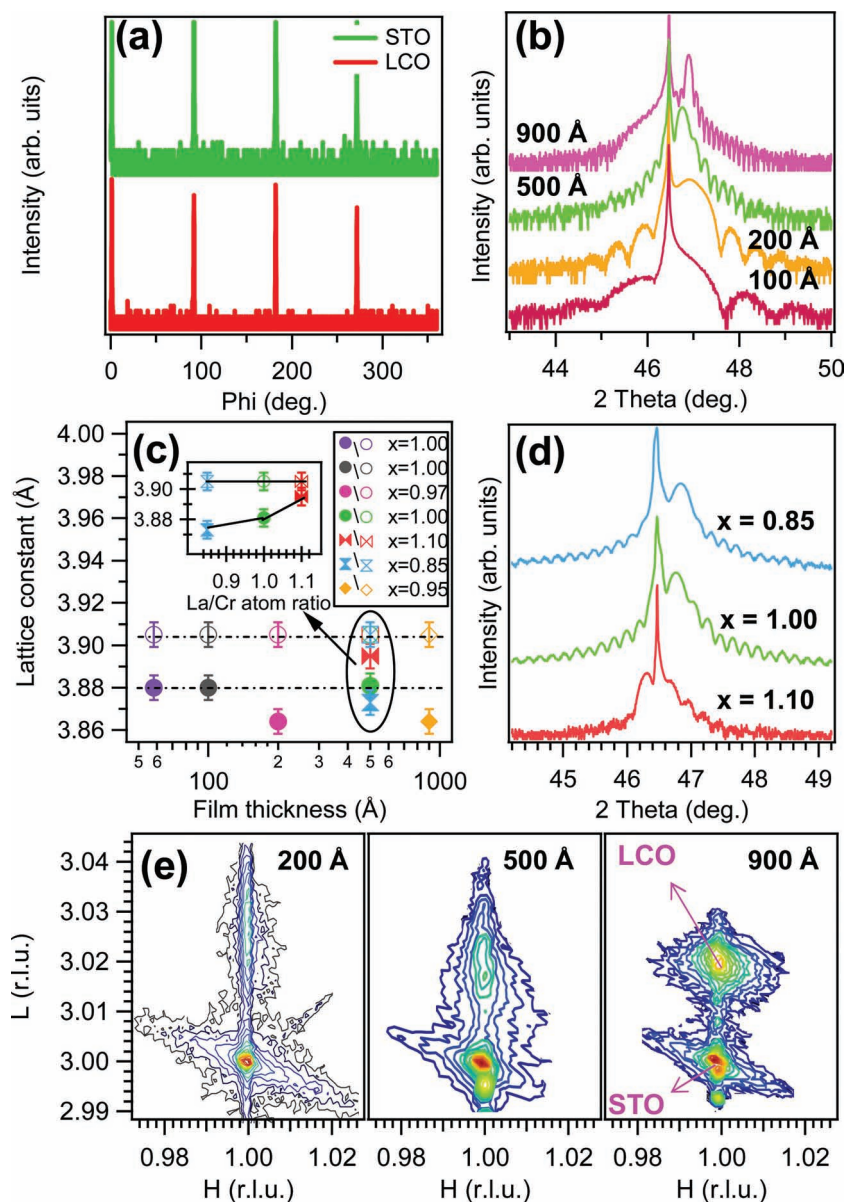 (a)
STO
LCO
Intensity (arb. uits)
0 100 200 300
Phi (deg.)
(b)
900 Å
500 Å
200 Å
100 Å
Intensity (arb. units)
44 46 48 50
2 Theta (deg.)
(c)
x=1.00
x=1.00
x=0.97
x=1.00
x=1.10
x=0.85
x=0.95
4.00
3.98
3.96
3.94
3.92
3.90
3.88
3.86
Lattice constant (Å)
3.90
3.88
0.9 1.0 1.1
La/Cr atom ratio
5 6 100 2 3 4 5 6 1000
Film thickness (Å)
(d)
x = 0.85
x = 1.00
x = 1.10
Intensity (arb. units)
45 46 47 48 49
2 Theta (deg.)
(e)
200 Å
500 Å
900 Å
LCO
STO
3.04
3.03
3.02
3.01
3.00
2.99
L (r.l.u.)
0.98 1.00 1.02
H (r.l.u.)
0.98 1.00 1.02
H (r.l.u.)
0.98 1.00 1.02
H (r.l.u.)